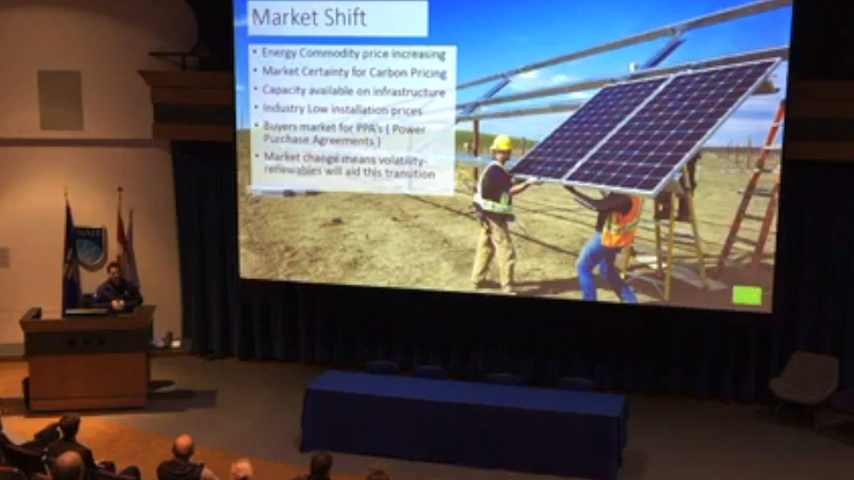 Market Shift
• Energy Commodity price increasing
• Market Certainty for Carbon Pricing
• Capacity available on infrastructure
• Industry Low installation prices
• Buyers market for PPA's ( Power
Purchase Agreements )
• Market change means volatility-
renewables will aid this transition